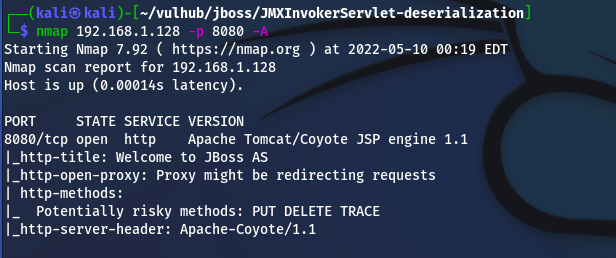 ┌──(kali㉿kali)-[~/vulhub/jboss/JMXInvokerServlet-deserialization]
└─$ nmap 192.168.1.128 -p 8080 -A
Starting Nmap 7.92 ( https://nmap.org ) at 2022-05-10 00:19 EDT
Nmap scan report for 192.168.1.128
Host is up (0.00014s latency).

PORT     STATE SERVICE VERSION
8080/tcp open  http    Apache Tomcat/Coyote JSP engine 1.1
|_http-title: Welcome to JBoss AS
|_http-open-proxy: Proxy might be redirecting requests
| http-methods:
|_  Potentially risky methods: PUT DELETE TRACE
|_http-server-header: Apache-Coyote/1.1